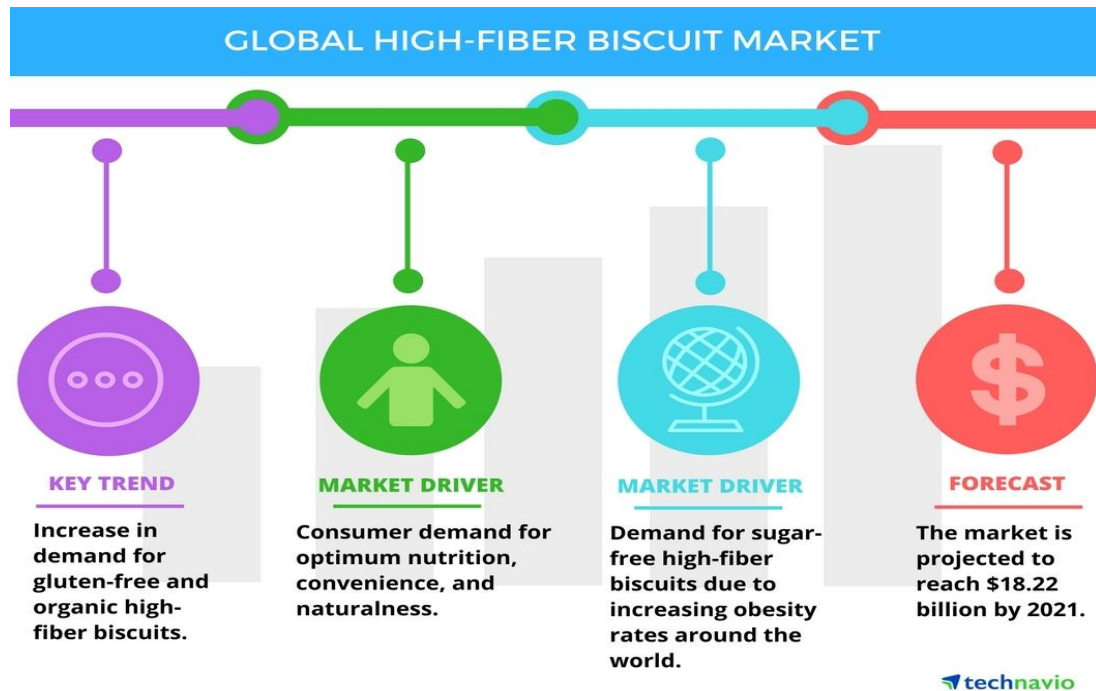 GLOBAL HIGH-FIBER BISCUIT MARKET
KEY TREND
Increase in
demand for
gluten-free and
organic high-
fiber biscuits.
MARKET DRIVER
Consumer demand for
optimum nutrition,
convenience, and
naturalness.
MARKET DRIVER
Demand for sugar-
free high-fiber
biscuits due to
increasing obesity
rates around the
world.
FORECAST
The market is
projected to
reach $18.22
billion by 2021.
technavio